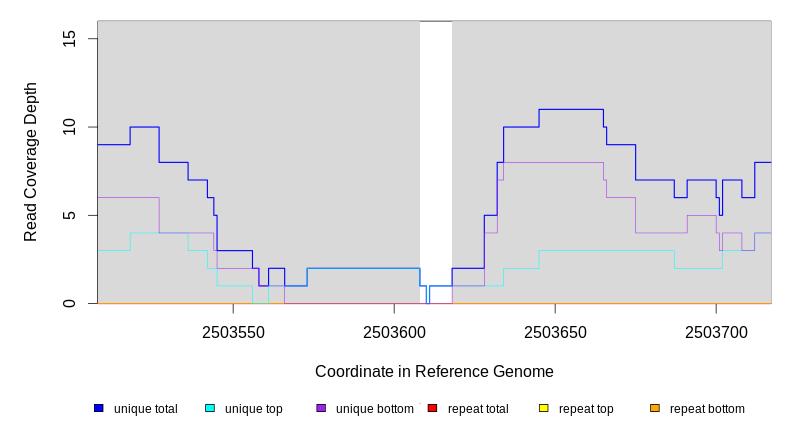 Read Coverage Depth
15
10
5
0
2503550 2503600 2503650 2503700
Coordinate in Reference Genome
unique total unique top unique bottom repeat total repeat top repeat bottom